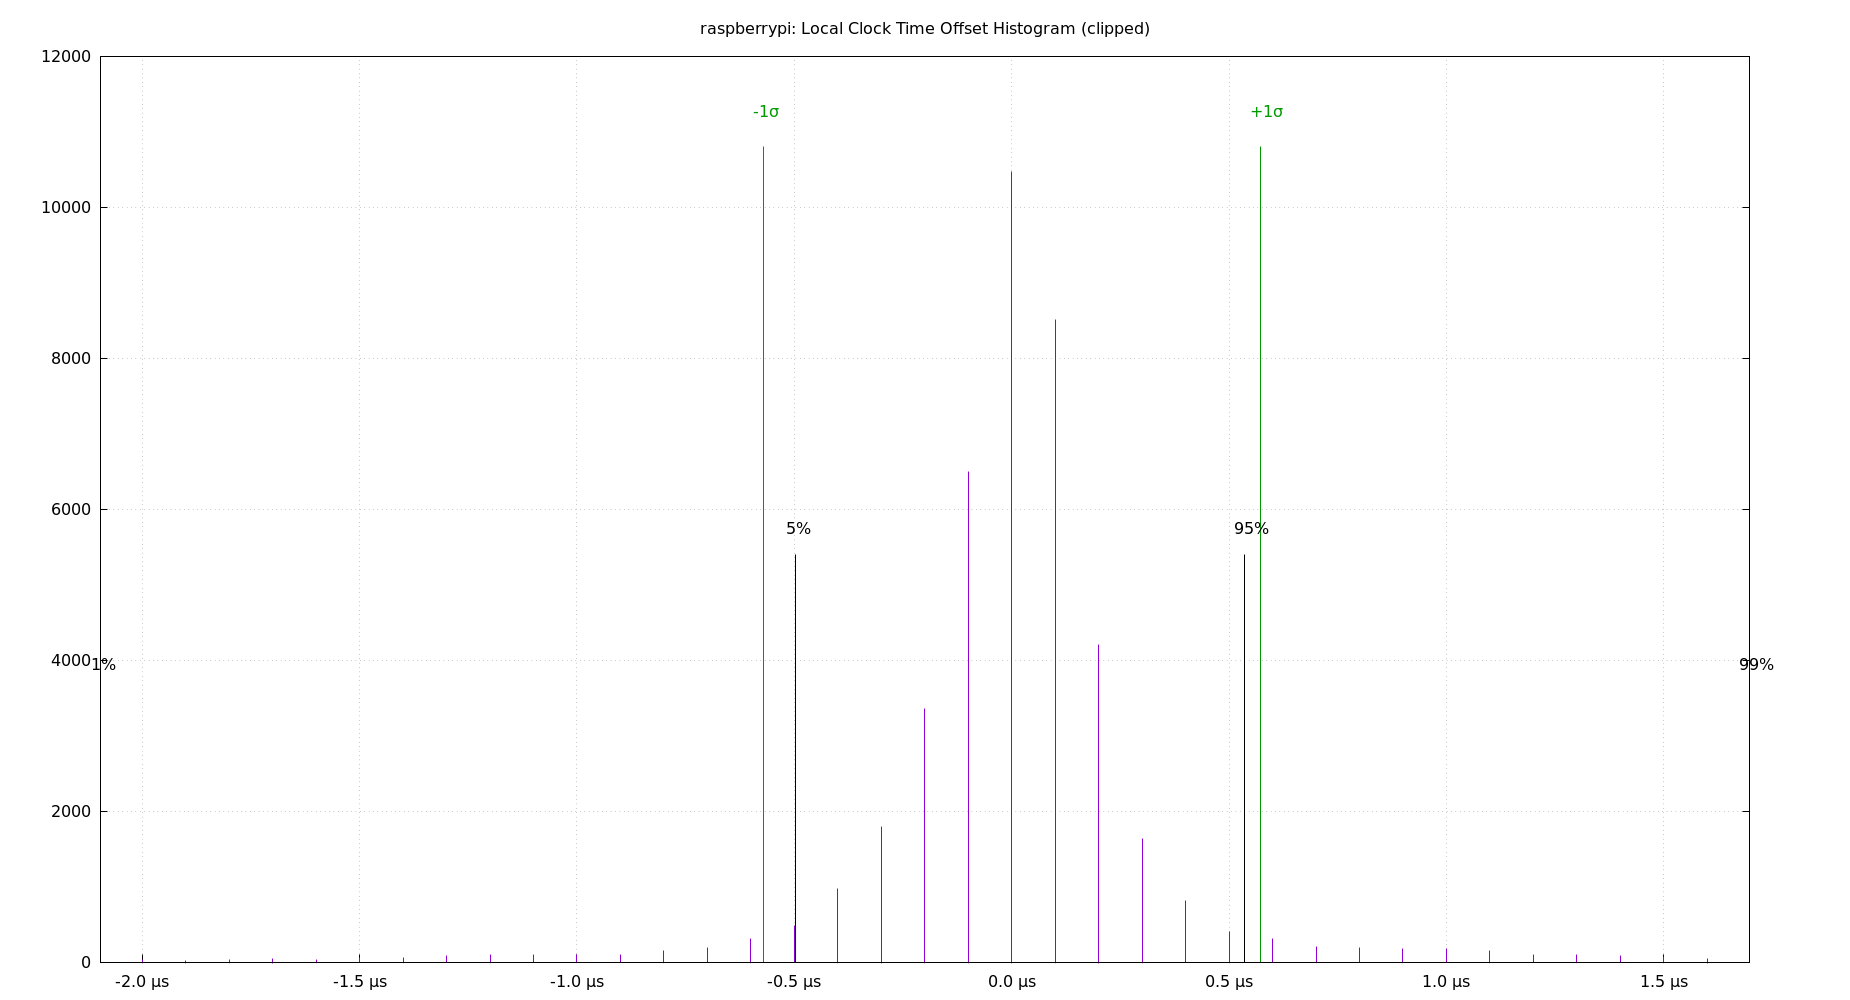 raspberrypi: Local Clock Time Offset Histogram (clipped)
12000
-1σ +1σ
10000
8000
6000
5% 95%
4000 1% 99%
2000
0
-2.0 µs -1.5 µs -1.0 µs -0.5 µs 0.0 µs 0.5 µs 1.0 µs 1.5 µs